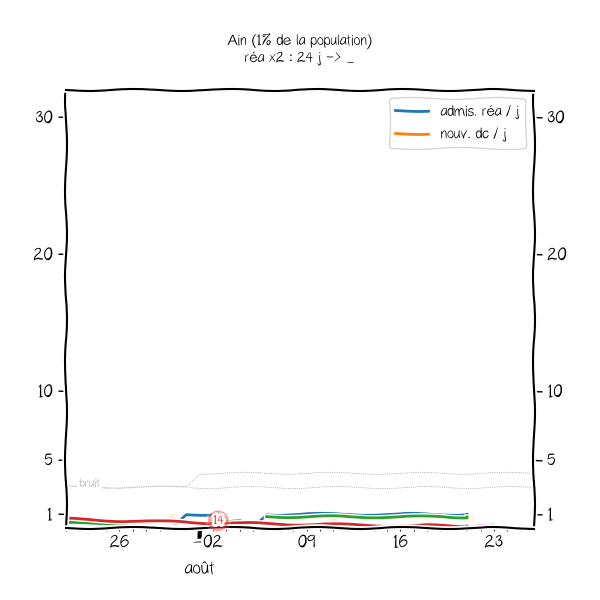 Ain (1% de la population)
réa x2 : 24 j -> _
admis. réa / j
nouv. dc / j
30
30
20
20
10
10
5
5
bruit
1
14
1
26
02
09
16
23
août